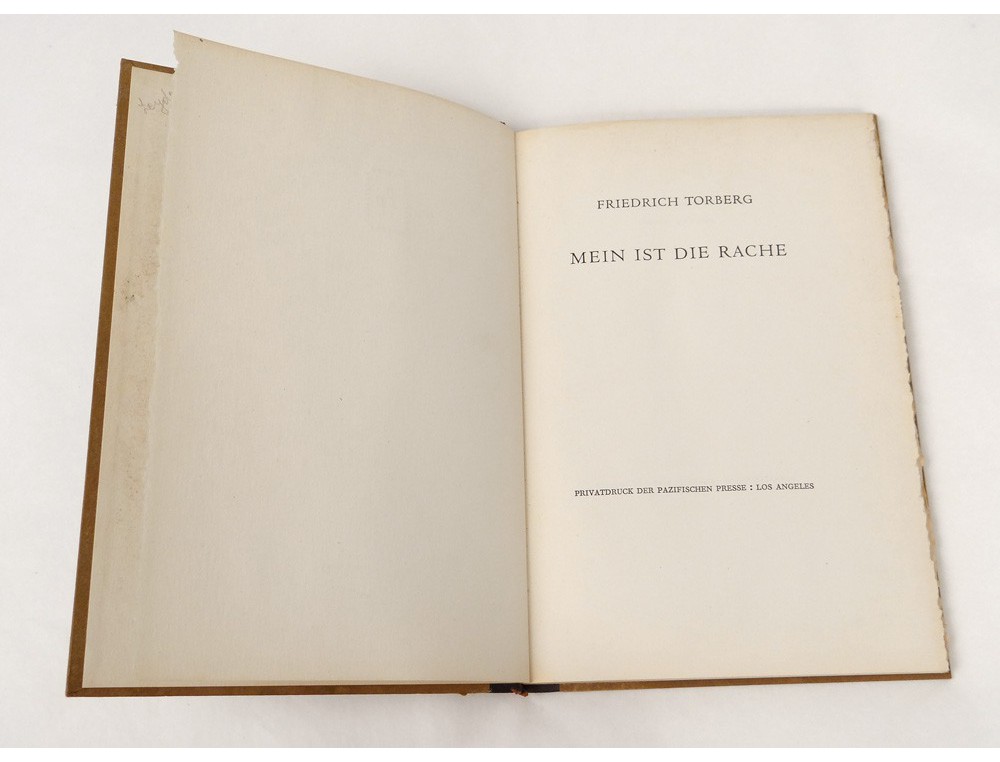 FRIEDRICH TORBERG
MEIN IST DIE RACHE
PRIVATDRUCK DER PAZIFISCHEN PRESSE : LOS ANGELES